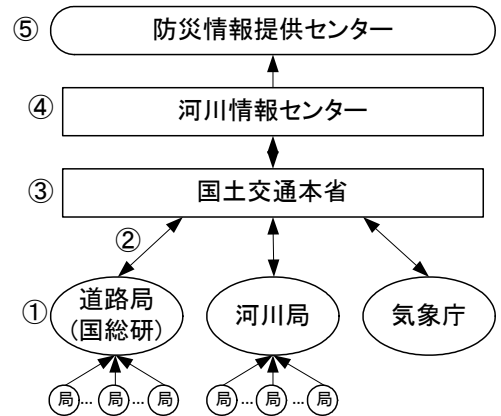 ⑤ 防災情報提供センター
④ 河川情報センター
③ 国土交通本省
②
① 道路局
(国総研)
河川局
気象庁
局 ... 局 ... 局
局 ... 局 ... 局